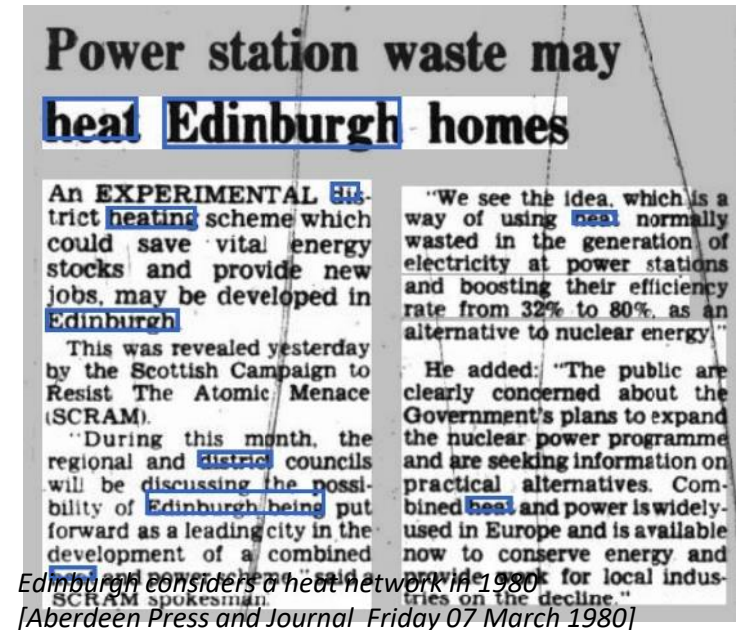 Power station waste may
heat Edinburgh homes
An EXPERIMENTAL dis-
trict heating scheme which
could save vital energy
stocks and provide new
jobs, may be developed in
Edinburgh
This was revealed yesterday
by the Scottish Campaign to
Resist The Atomic Menace
(SCRAM).
"During this month, the
regional and district councils
will be discussing the possi-
bility of Edinburgh being put
forward as a leading city in the
development of a combined
heat and power scheme" said a
SCRAM spokesman.
"We see the idea, which is a
way of using heat normally
wasted in the generation of
electricity at power stations
and boosting their efficiency
rate from 32% to 80%, as an
alternative to nuclear energy."
He added: "The public are
clearly concerned about the
Government's plans to expand
the nuclear power programme
and are seeking information on
practical alternatives. Com-
bined heat and power is widely-
used in Europe and is available
now to conserve energy and
provide work for local indus-
tries on the decline."
Edinburgh considers a heat network in 1980
[Aberdeen Press and Journal Friday 07 March 1980]